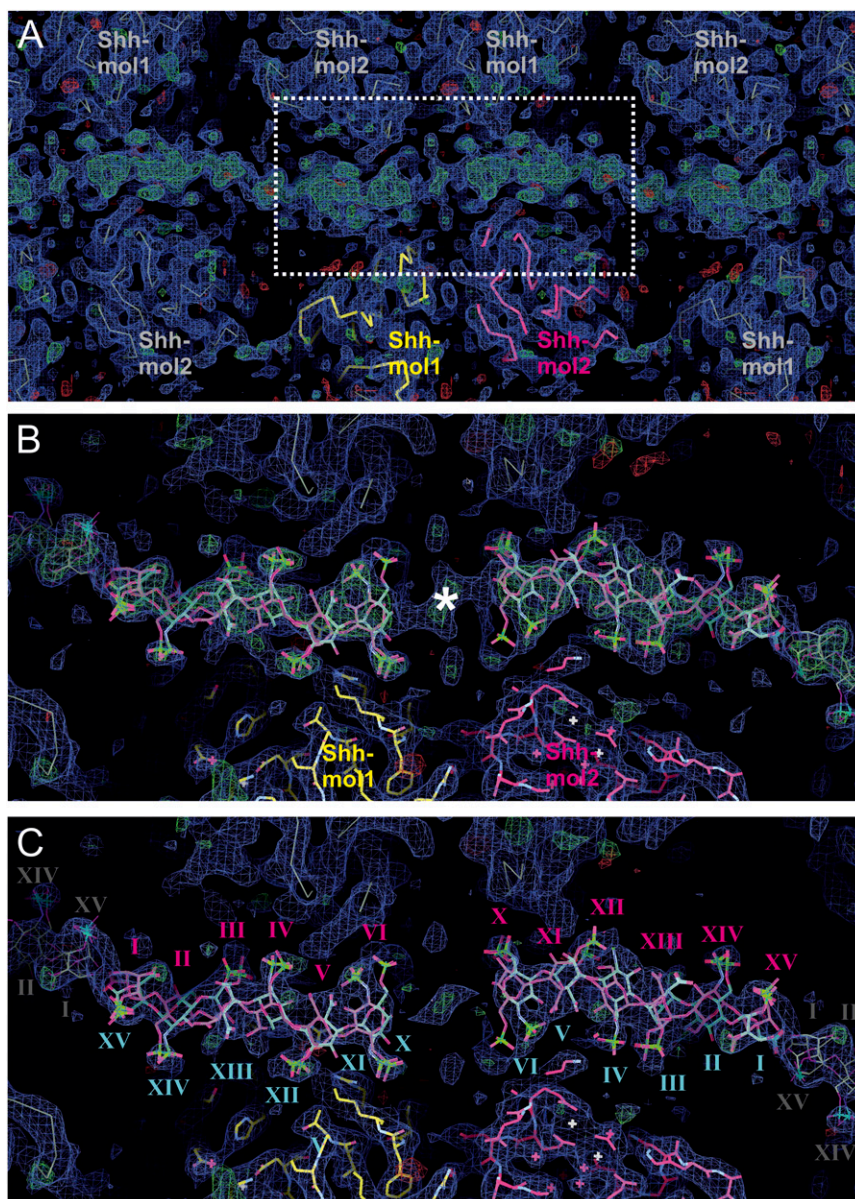 A
Shh-
mol1
Shh-
mol2
Shh-
mol1
Shh-
mol2
Shh-
mol2
Shh-
mol1
Shh-
mol2
Shh-
mol1
B
*
Shh-
mol1
Shh-
mol2
C
XIV
XV
I
II
III
IV
V
VI
II
I
XV
XIV
XIII
XII
XI
X
X
XI
XII
XIII
XIV
XV
I
II
VI
V
IV
III
II
I
XV
XIV